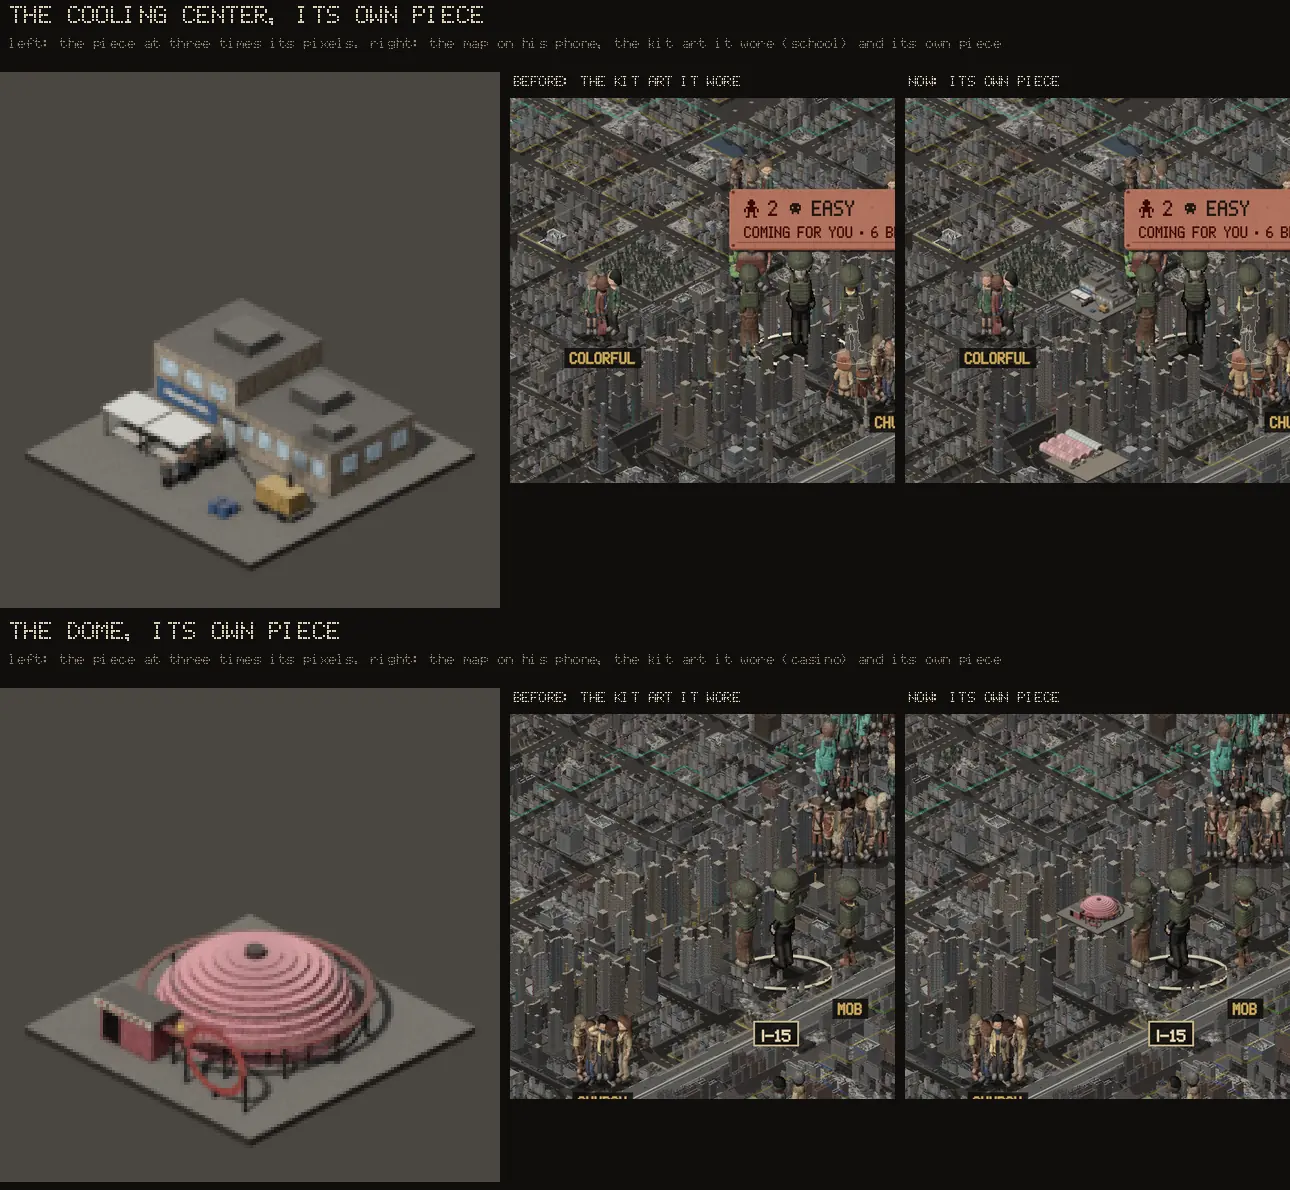 THE COOLING CENTER, ITS OWN PIECE
left: the piece at three times its pixels. right: the map on his phone, the kit art it wore (school) and its own piece
BEFORE: THE KIT ART IT WORE
NOW: ITS OWN PIECE
2 EASY
COMING FOR YOU • 6 B
COLORFUL
CHU
2 EASY
COMING FOR YOU • 6 B
COLORFUL
CHU
THE DOME, ITS OWN PIECE
left: the piece at three times its pixels. right: the map on his phone, the kit art it wore (casino) and its own piece
BEFORE: THE KIT ART IT WORE
NOW: ITS OWN PIECE
MOB
I-15
CHURCH
MOB
I-15
CHURCH